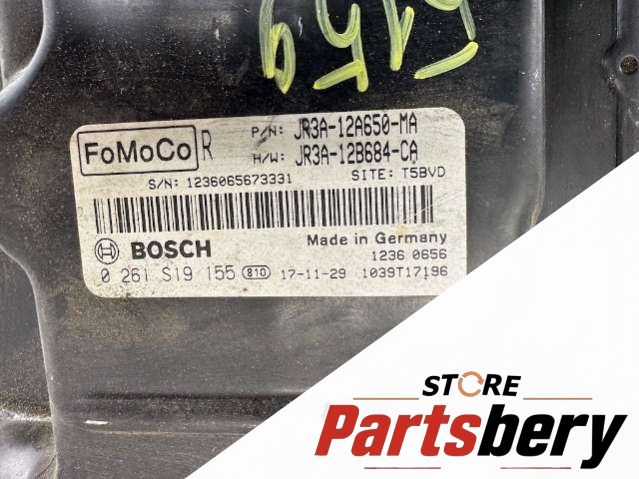 FoMoCo R
P/N: JR3A-12A650-MA
H/W: JR3A-12B684-CA
S/N: 1236065673331
SITE: T5BVD
BOSCH
Made in Germany
1236 0656
0 261 S19 155 810 17-11-29 1039T17196
STORE
Partsbery